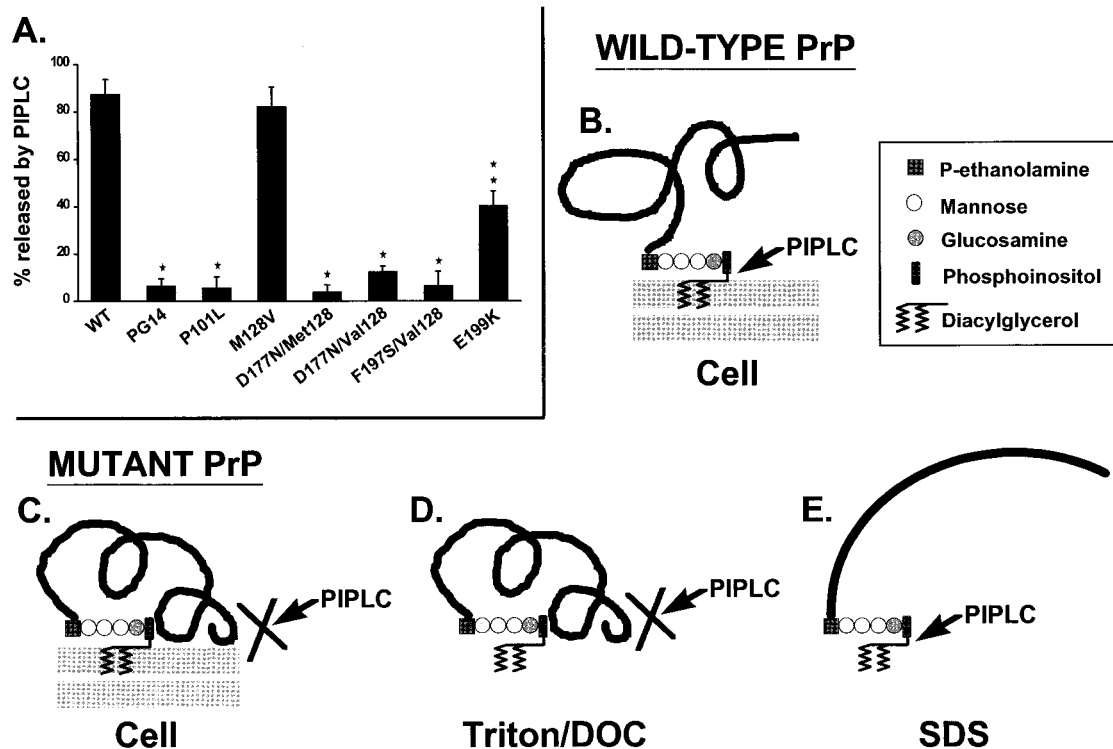 A.
% released by PIPLC
100
80
60
40
20
0
★
★
★
★
★
★
★
WT
PG14
P101L
M128V
D177N/Met128
D177N/Val128
F197S/Val128
E199K
WILD-TYPE PrP
B.
PIPLC
Cell
P-ethanolamine
Mannose
Glucosamine
Phosphoinositol
Diacylglycerol
MUTANT PrP
C.
PIPLC
Cell
D.
PIPLC
Triton/DOC
E.
PIPLC
SDS